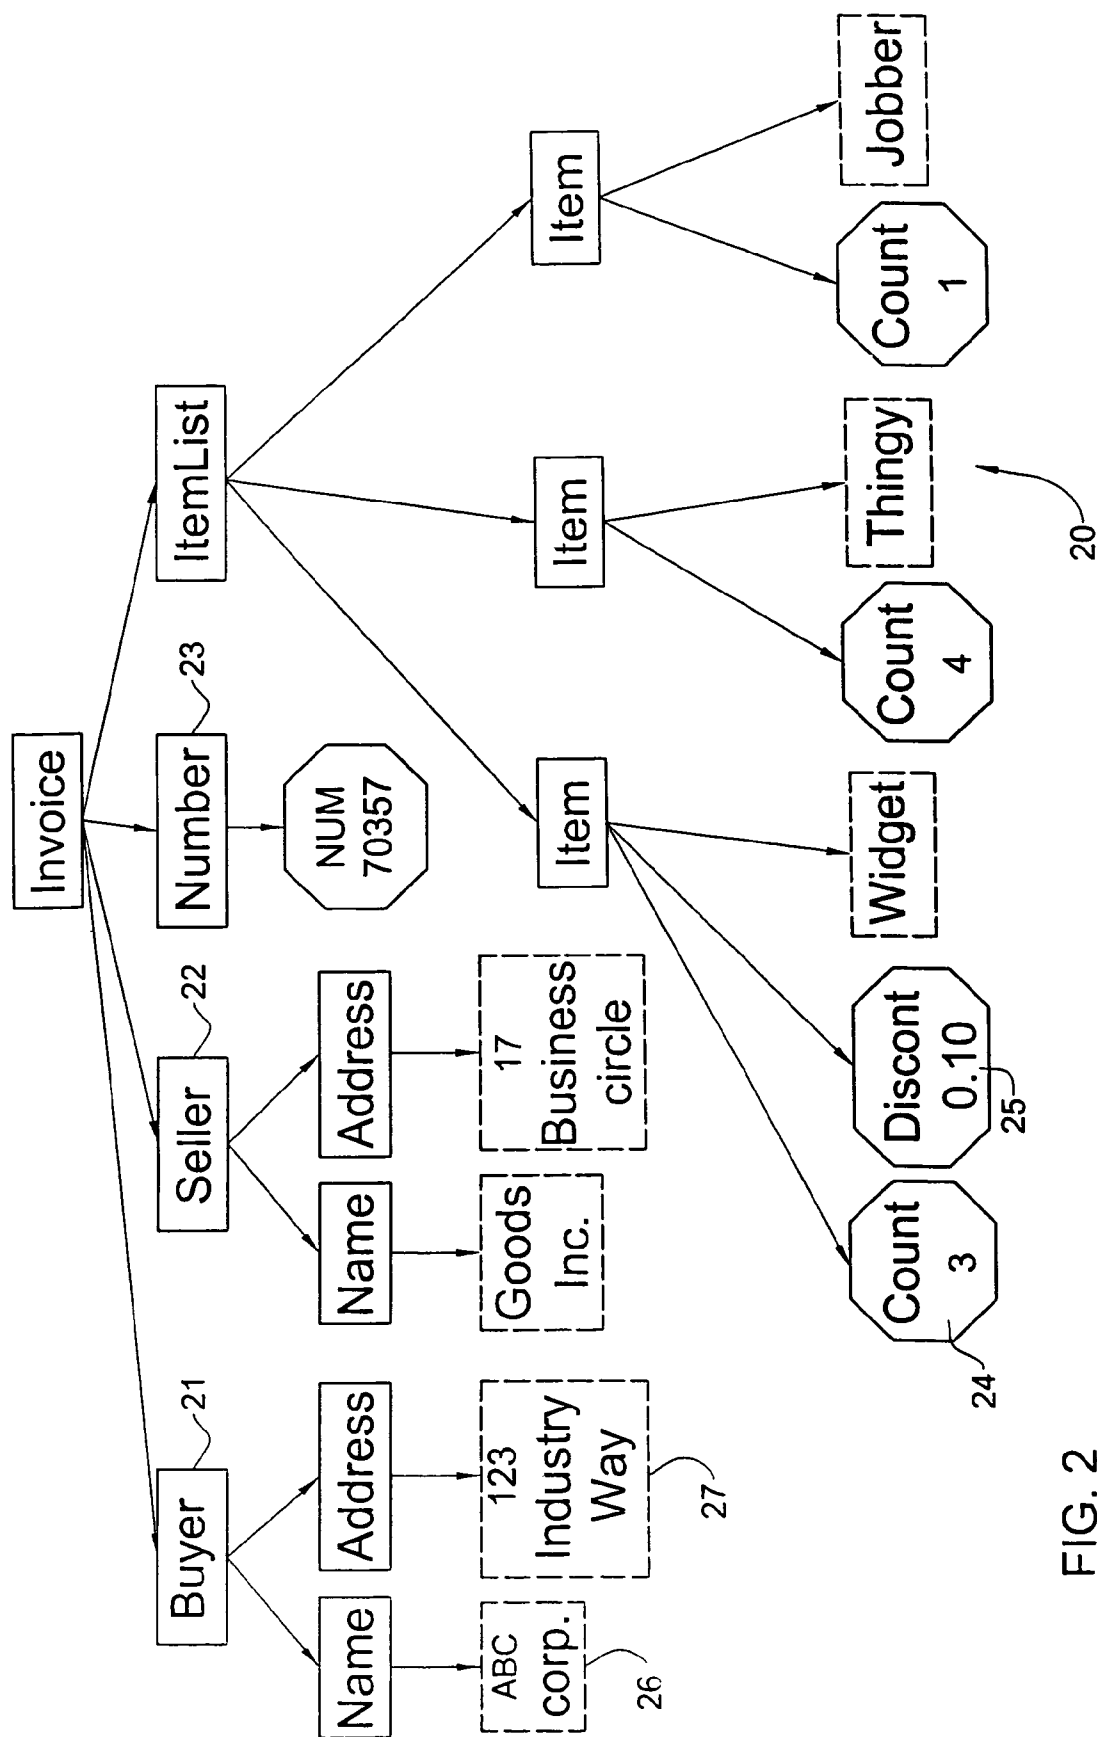 Invoice
Buyer
21
Seller
22
Number
23
ItemList
Name
Address
Name
Address
NUM
70357
ABC
corp.
26
123
Industry
Way
27
Goods
Inc.
17
Business
circle
Item
Item
Item
Count
3
24
Discont
0.10
25
Widget
Count
4
Thingy
Count
1
Jobber
20
FIG. 2